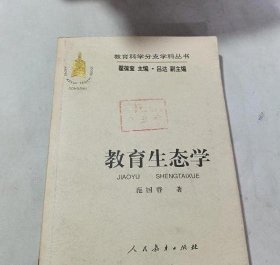 教育科学分支学科丛书
瞿葆奎 主编·吕达 副主编
教育生态学
JIAOYU SHENGTAIXUE
范国睿 著
人民教育出版社